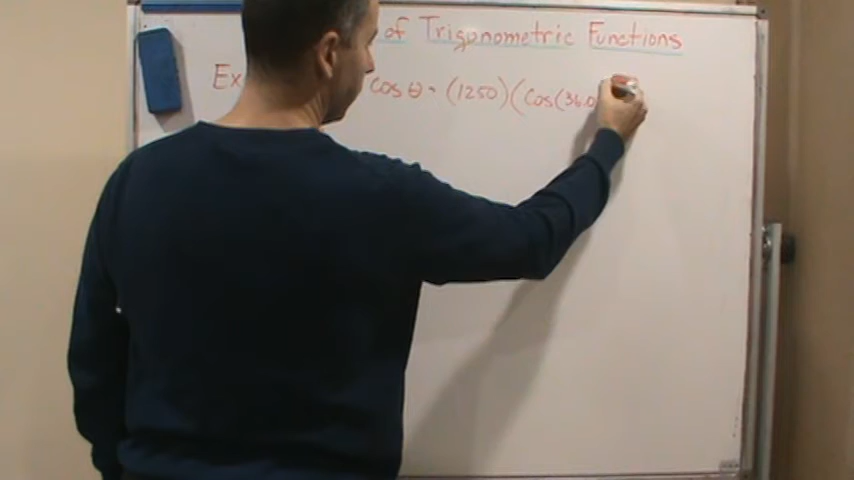 of Trigonometric Functions
Ex cos θ = (1250)(cos(36.0